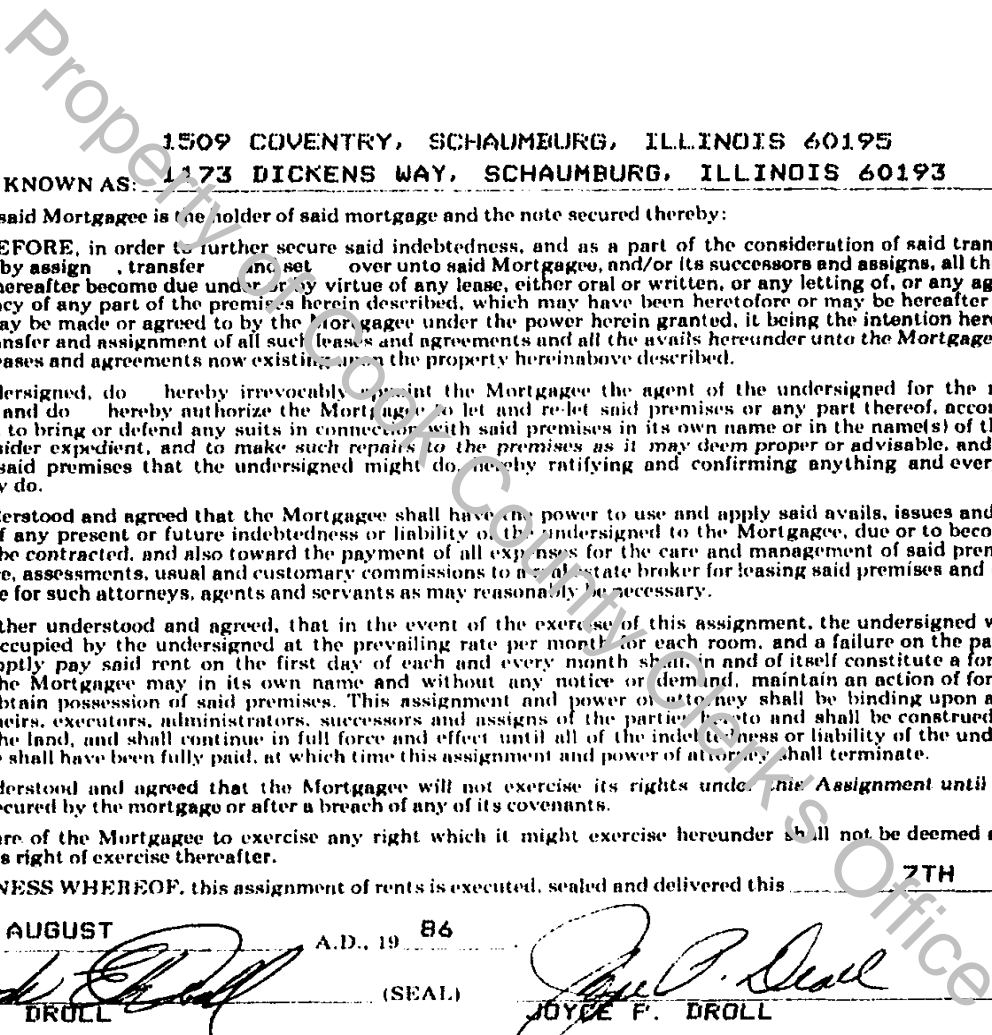 Property of Cook County Clerk's Office
1509 COVENTRY, SCHAUMBURG, ILLINOIS 60195
KNOWN AS: 1173 DICKENS WAY, SCHAUMBURG, ILLINOIS 60193
said Mortgagee is the holder of said mortgage and the note secured thereby:
EFORE, in order to further secure said indebtedness, and as a part of the consideration of said tran
by assign , transfer and set over unto said Mortgagee, and/or its successors and assigns, all th
hereafter become due under by virtue of any lease, either oral or written, or any letting of, or any ag
cy of any part of the premises herein described, which may have been heretofore or may be hereafter
ay be made or agreed to by the Mortgagee under the power herein granted, it being the intention her
nsfer and assignment of all such leases and agreements and all the avails hereunder unto the Mortgage
eases and agreements now existing upon the property hereinabove described.
dersigned, do hereby irrevocably appoint the Mortgagee the agent of the undersigned for the
and do hereby authorize the Mortgagee to let and re-let said premises or any part thereof, accor
to bring or defend any suits in connection with said premises in its own name or in the name(s) of th
sider expedient, and to make such repairs to the premises as it may deem proper or advisable, and
said premises that the undersigned might do, hereby ratifying and confirming anything and ever
y do.
erstood and agreed that the Mortgagee shall have the power to use and apply said avails, issues and
f any present or future indebtedness or liability of the undersigned to the Mortgagee, due or to beco
be contracted, and also toward the payment of all expenses for the care and management of said prem
e, assessments, usual and customary commissions to a real estate broker for leasing said premises and
e for such attorneys, agents and servants as may reasonably be necessary.
ther understood and agreed, that in the event of the exercise of this assignment, the undersigned w
ccupied by the undersigned at the prevailing rate per month for each room, and a failure on the pa
ptly pay said rent on the first day of each and every month shall in and of itself constitute a for
he Mortgagee may in its own name and without any notice or demand, maintain an action of for
btain possession of said premises. This assignment and power of attorney shall be binding upon a
eirs, executors, administrators, successors and assigns of the parties hereto and shall be construed
he land, and shall continue in full force and effect until all of the indebtedness or liability of the und
shall have been fully paid, at which time this assignment and power of attorney shall terminate.
derstood and agreed that the Mortgagee will not exercise its rights under this Assignment until
ecured by the mortgage or after a breach of any of its covenants.
re of the Mortgagee to exercise any right which it might exercise hereunder shall not be deemed
s right of exercise thereafter.
NESS WHEREOF, this assignment of rents is executed, sealed and delivered this 7TH
AUGUST A.D., 19 86
(SEAL) Joyce P. Droll
DROLL JOYCE P. DROLL